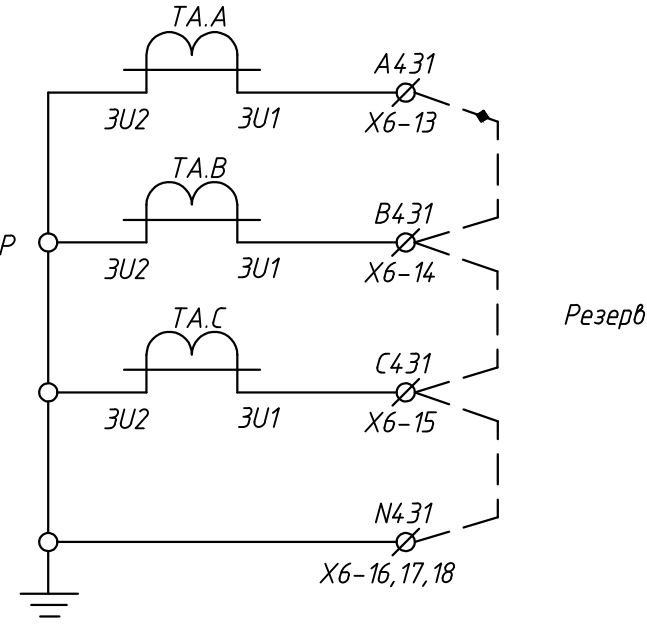 TA.A
A431
3U2 3U1 X6-13
TA.B
B431
P
3U2 3U1 X6-14
Резерв
TA.C
C431
3U2 3U1 X6-15
N431
X6-16,17,18